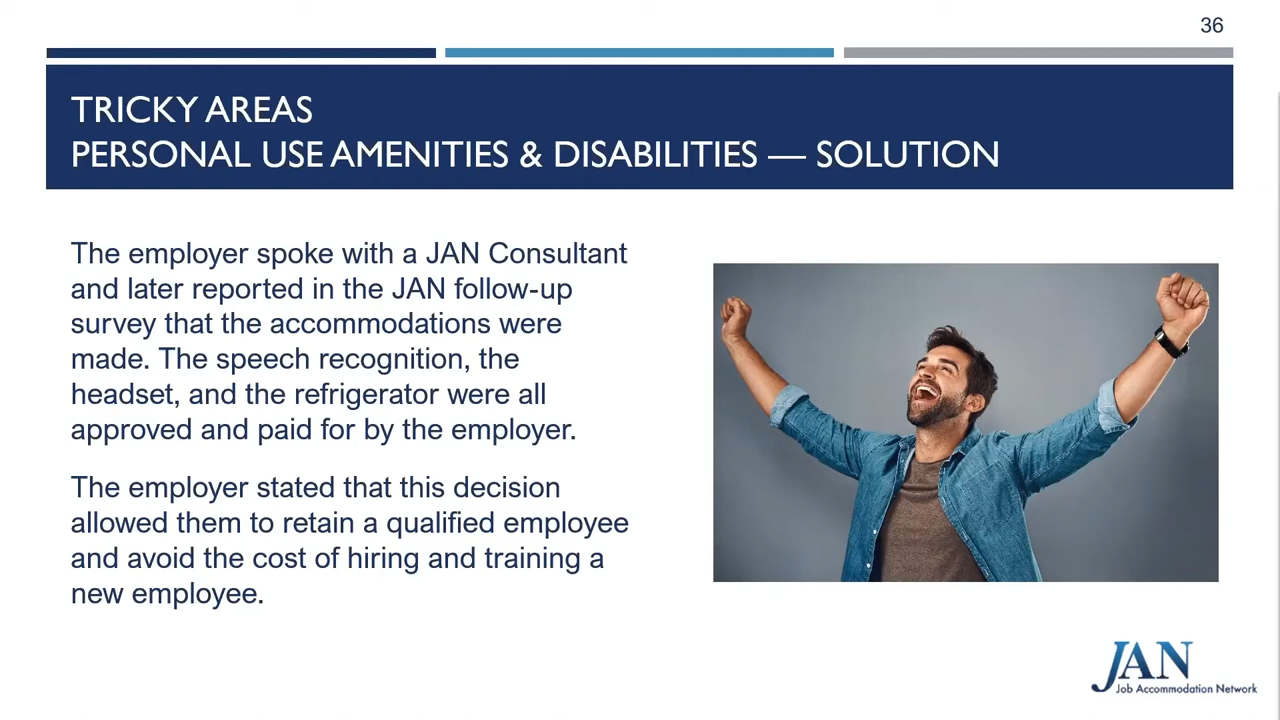 36
TRICKY AREAS
PERSONAL USE AMENITIES & DISABILITIES — SOLUTION
The employer spoke with a JAN Consultant
and later reported in the JAN follow-up
survey that the accommodations were
made. The speech recognition, the
headset, and the refrigerator were all
approved and paid for by the employer.
The employer stated that this decision
allowed them to retain a qualified employee
and avoid the cost of hiring and training a
new employee.
JAN
Job Accommodation Network